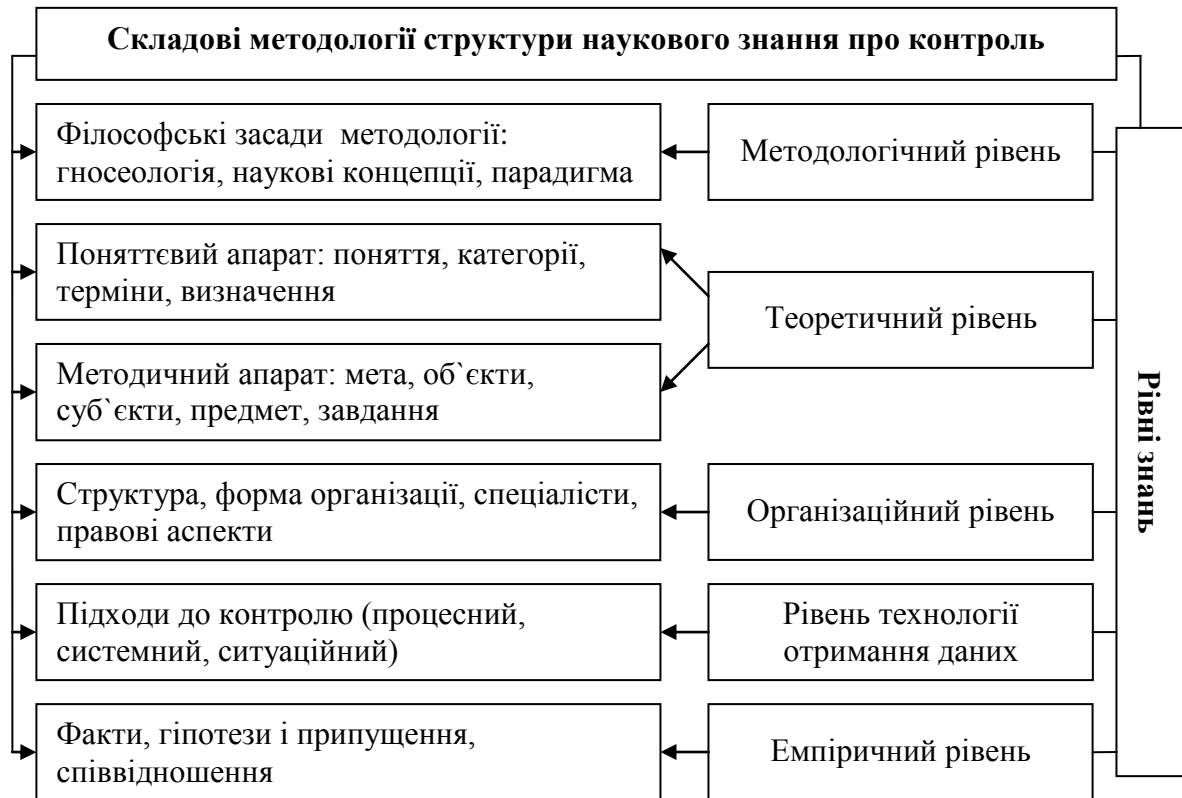 Складові методології структури наукового знання про контроль
Філософські засади методології:
гносеологія, наукові концепції, парадигма
Методологічний рівень
Поняттєвий апарат: поняття, категорії,
терміни, визначення
Теоретичний рівень
Методичний апарат: мета, об`єкти,
суб`єкти, предмет, завдання
Структура, форма організації, спеціалісти,
правові аспекти
Організаційний рівень
Підходи до контролю (процесний,
системний, ситуаційний)
Рівень технології
отримання даних
Факти, гіпотези і припущення,
співвідношення
Емпіричний рівень
Рівні знань